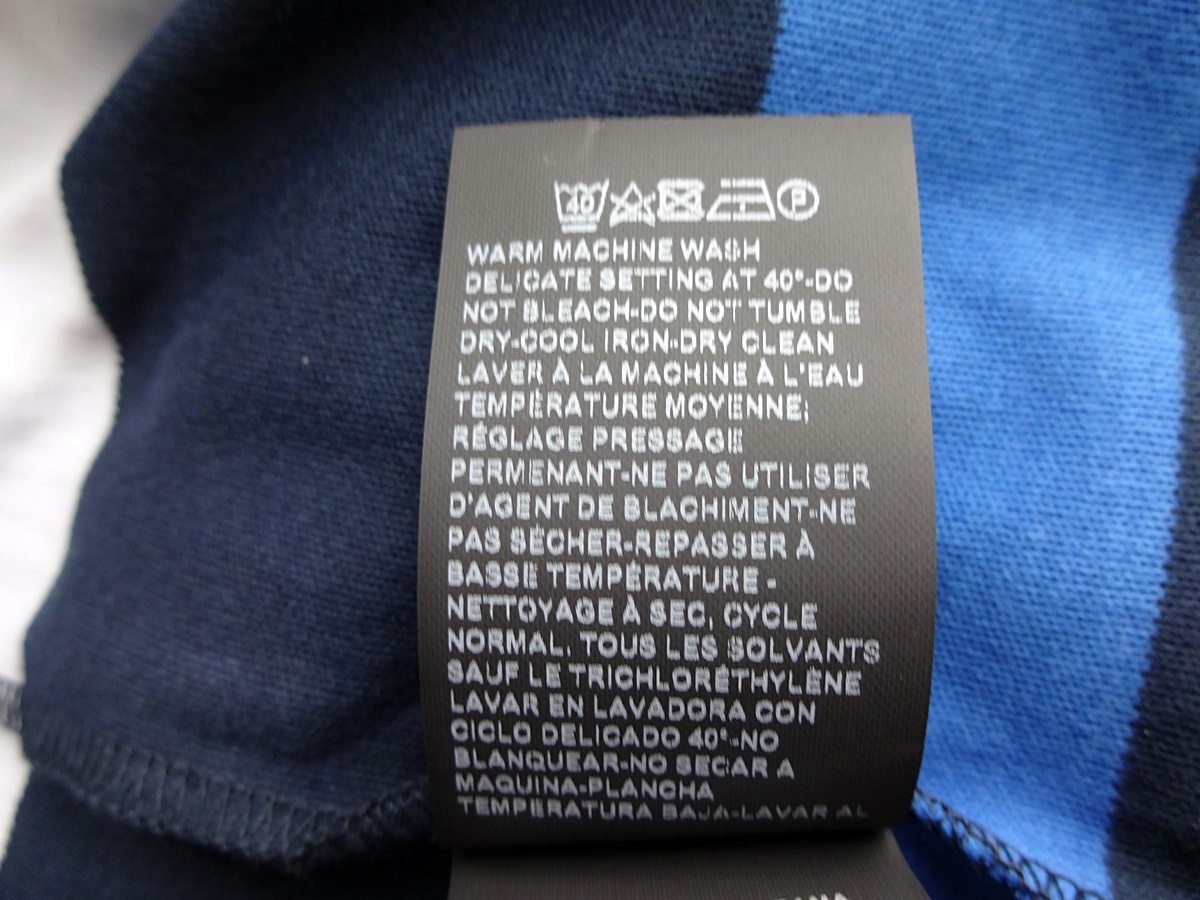 40 P
WARM MACHINE WASH
DELICATE SETTING AT 40°-DO
NOT BLEACH-DO NOT TUMBLE
DRY-COOL IRON-DRY CLEAN
LAVER À LA MACHINE À L'EAU
TEMPÉRATURE MOYENNE;
RÉGLAGE PRESSAGE
PERMENANT-NE PAS UTILISER
D'AGENT DE BLACHIMENT-NE
PAS SÉCHER-REPASSER À
BASSE TEMPÉRATURE -
NETTOYAGE À SEC, CYCLE
NORMAL. TOUS LES SOLVANTS
SAUF LE TRICHLORÉTHYLÈNE
LAVAR EN LAVADORA CON
CICLO DELICADO 40°-NO
BLANQUEAR-NO SECAR A
MAQUINA-PLANCHA
TEMPERATURA BAJA-LAVAR AL